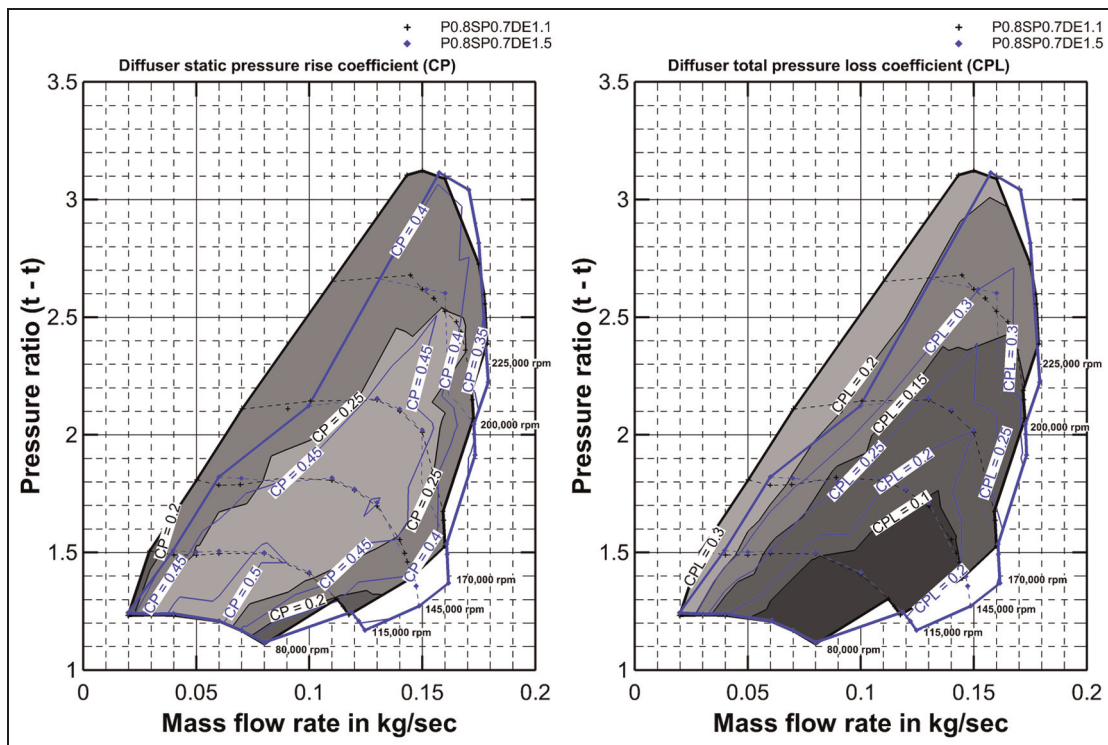 P0.8SP0.7DE1.1
P0.8SP0.7DE1.5
Diffuser static pressure rise coefficient (CP)
3.5
3
2.5
2
1.5
1
Pressure ratio (t - t)
CP = 0.4
CP = 0.45
CP = 0.4
CP = 0.35
CP = 0.25
CP = 0.45
CP = 0.25
CP = 0.2
CP = 0.45
CP = 0.5
CP = 0.45
CP = 0.4
CP = 0.2
225,000 rpm
200,000 rpm
170,000 rpm
145,000 rpm
115,000 rpm
80,000 rpm
0
0.05
0.1
0.15
0.2
Mass flow rate in kg/sec
P0.8SP0.7DE1.1
P0.8SP0.7DE1.5
Diffuser total pressure loss coefficient (CPL)
3.5
3
2.5
2
1.5
1
Pressure ratio (t - t)
CPL = 0.3
CPL = 0.3
CPL = 0.2
CPL = 0.15
CPL = 0.25
CPL = 0.2
CPL = 0.25
CPL = 0.1
CPL = 0.3
225,000 rpm
200,000 rpm
170,000 rpm
145,000 rpm
115,000 rpm
80,000 rpm
0
0.05
0.1
0.15
0.2
Mass flow rate in kg/sec